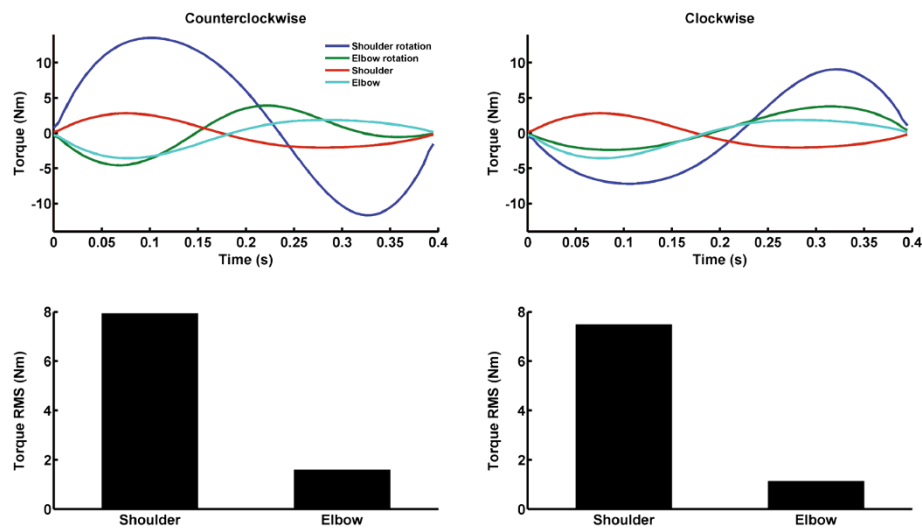 Counterclockwise
Torque (Nm)
10
5
0
-5
-10
Shoulder rotation
Elbow rotation
Shoulder
Elbow
0 0.05 0.1 0.15 0.2 0.25 0.3 0.35 0.4
Time (s)
Clockwise
Torque (Nm)
10
5
0
-5
-10
0 0.05 0.1 0.15 0.2 0.25 0.3 0.35 0.4
Time (s)
Torque RMS (Nm)
8
6
4
2
0
Shoulder Elbow
Torque RMS (Nm)
8
6
4
2
0
Shoulder Elbow